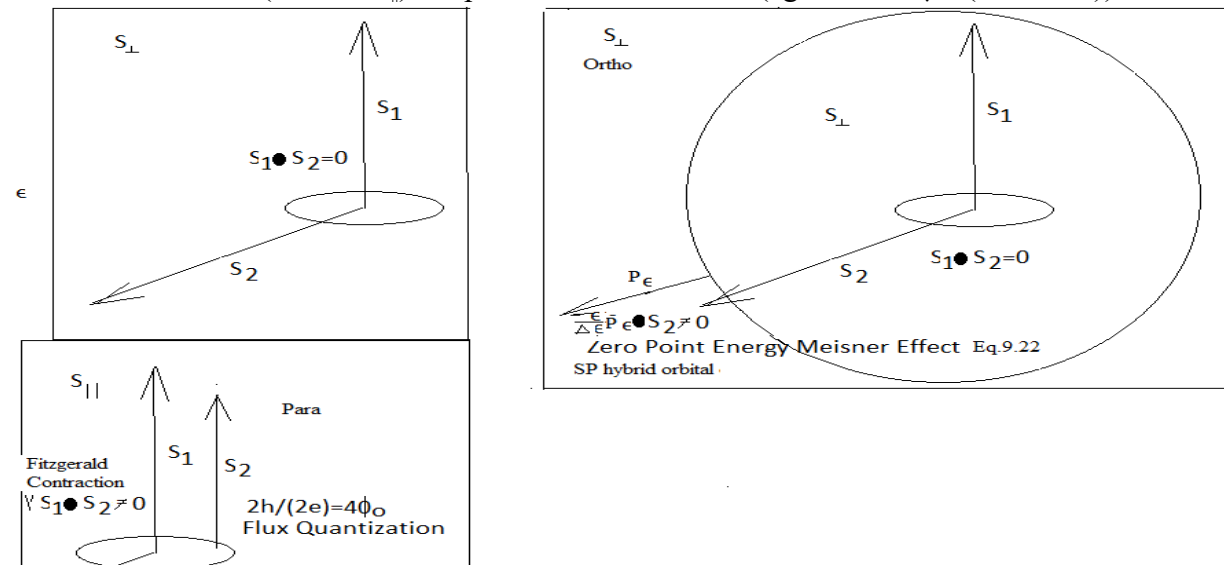 S⊥
S₁
S₁●S₂=0
ϵ
S₂
S⊥
Ortho
S₁
S⊥
S₁●S₂=0
S₂
Pϵ
ϵ
Pϵ●S₂≠0
Zero Point Energy Meisner Effect Eq.9.22
SP hybrid orbital
S||
Para
S₁
S₂
Fitzgerald
Contraction
γ S₁●S₂≠0
2h/(2e)=4ϕₒ
Flux Quantization